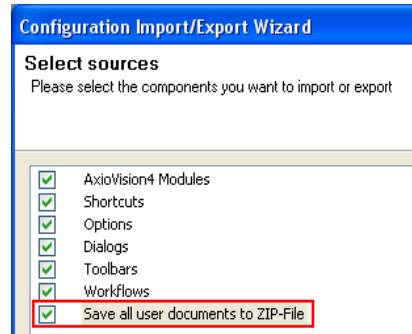 Configuration Import/Export Wizard
Select sources
Please select the components you want to import or export
AxioVision4 Modules
Shortcuts
Options
Dialogs
Toolbars
Workflows
Save all user documents to ZIP-File